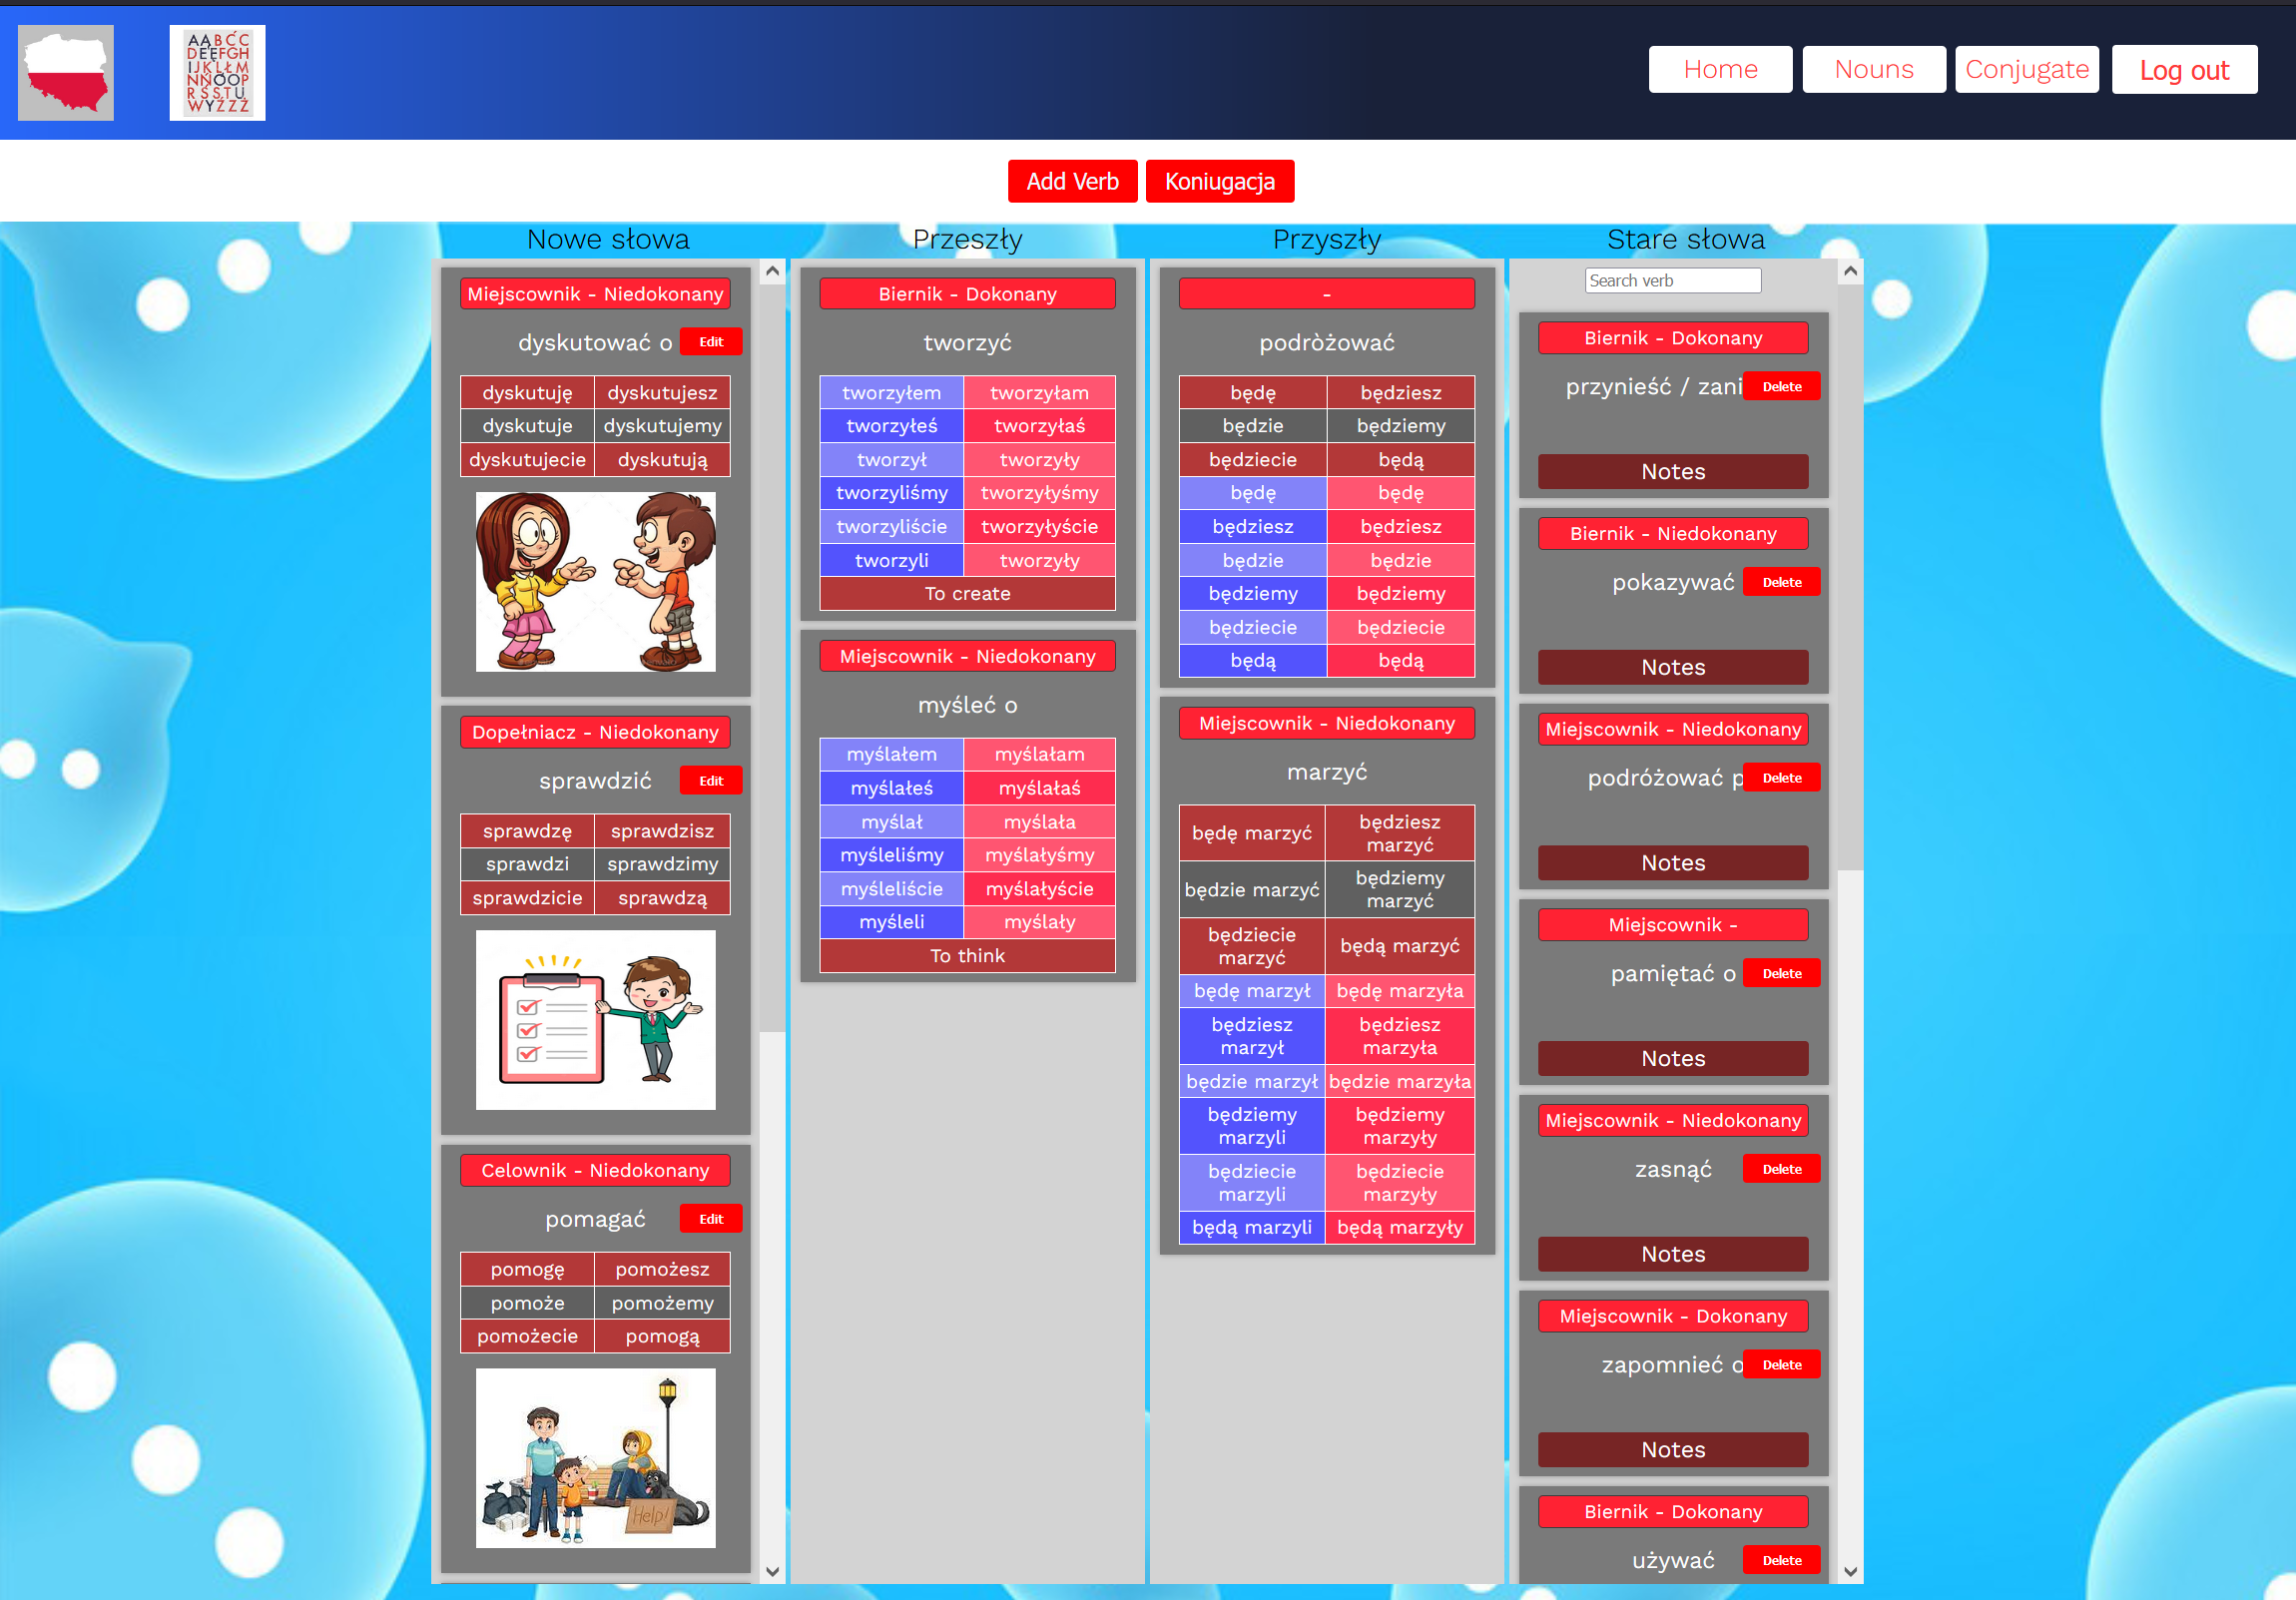 AĄBCĆ
DEĘFGH
IJKLŁM
NŃOÓP
RSŚTU
WYZŹŻ
Home
Nouns
Conjugate
Log out
Add Verb
Koniugacja
Nowe słowa
Miejscownik - Niedokonany
dyskutować o
Edit
dyskutuję dyskutujesz
dyskutuje dyskutujemy
dyskutujecie dyskutują
Dopełniacz - Niedokonany
sprawdzić
Edit
sprawdzę sprawdzisz
sprawdzi sprawdzimy
sprawdzicie sprawdzą
Celownik - Niedokonany
pomagać
Edit
pomogę pomożesz
pomoże pomożemy
pomożecie pomogą
Help!
Przeszły
Biernik - Dokonany
tworzyć
tworzyłem tworzyłam
tworzyłeś tworzyłaś
tworzył tworzyły
tworzyliśmy tworzyłyśmy
tworzyliście tworzyłyście
tworzyli tworzyły
To create
Miejscownik - Niedokonany
myśleć o
myślałem myślałam
myślałeś myślałaś
myślał myślała
myśleliśmy myślałyśmy
myśleliście myślałyście
myśleli myślały
To think
Przyszły
-
podròżować
będę będziesz
będzie będziemy
będziecie będą
będę będę
będziesz będziesz
będzie będzie
będziemy będziemy
będziecie będziecie
będą będą
Miejscownik - Niedokonany
marzyć
będę marzyć będziesz marzyć
będzie marzyć będziemy marzyć
będziecie marzyć będą marzyć
będę marzył będę marzyła
będziesz marzył będziesz marzyła
będzie marzył będzie marzyła
będziemy marzyli będziemy marzyły
będziecie marzyli będziecie marzyły
będą marzyli będą marzyły
Stare słowa
Search verb
Biernik - Dokonany
przynieść / zani
Delete
Notes
Biernik - Niedokonany
pokazywać
Delete
Notes
Miejscownik - Niedokonany
podróżować p
Delete
Notes
Miejscownik -
pamiętać o
Delete
Notes
Miejscownik - Niedokonany
zasnąć
Delete
Notes
Miejscownik - Dokonany
zapomnieć o
Delete
Notes
Biernik - Dokonany
używać
Delete